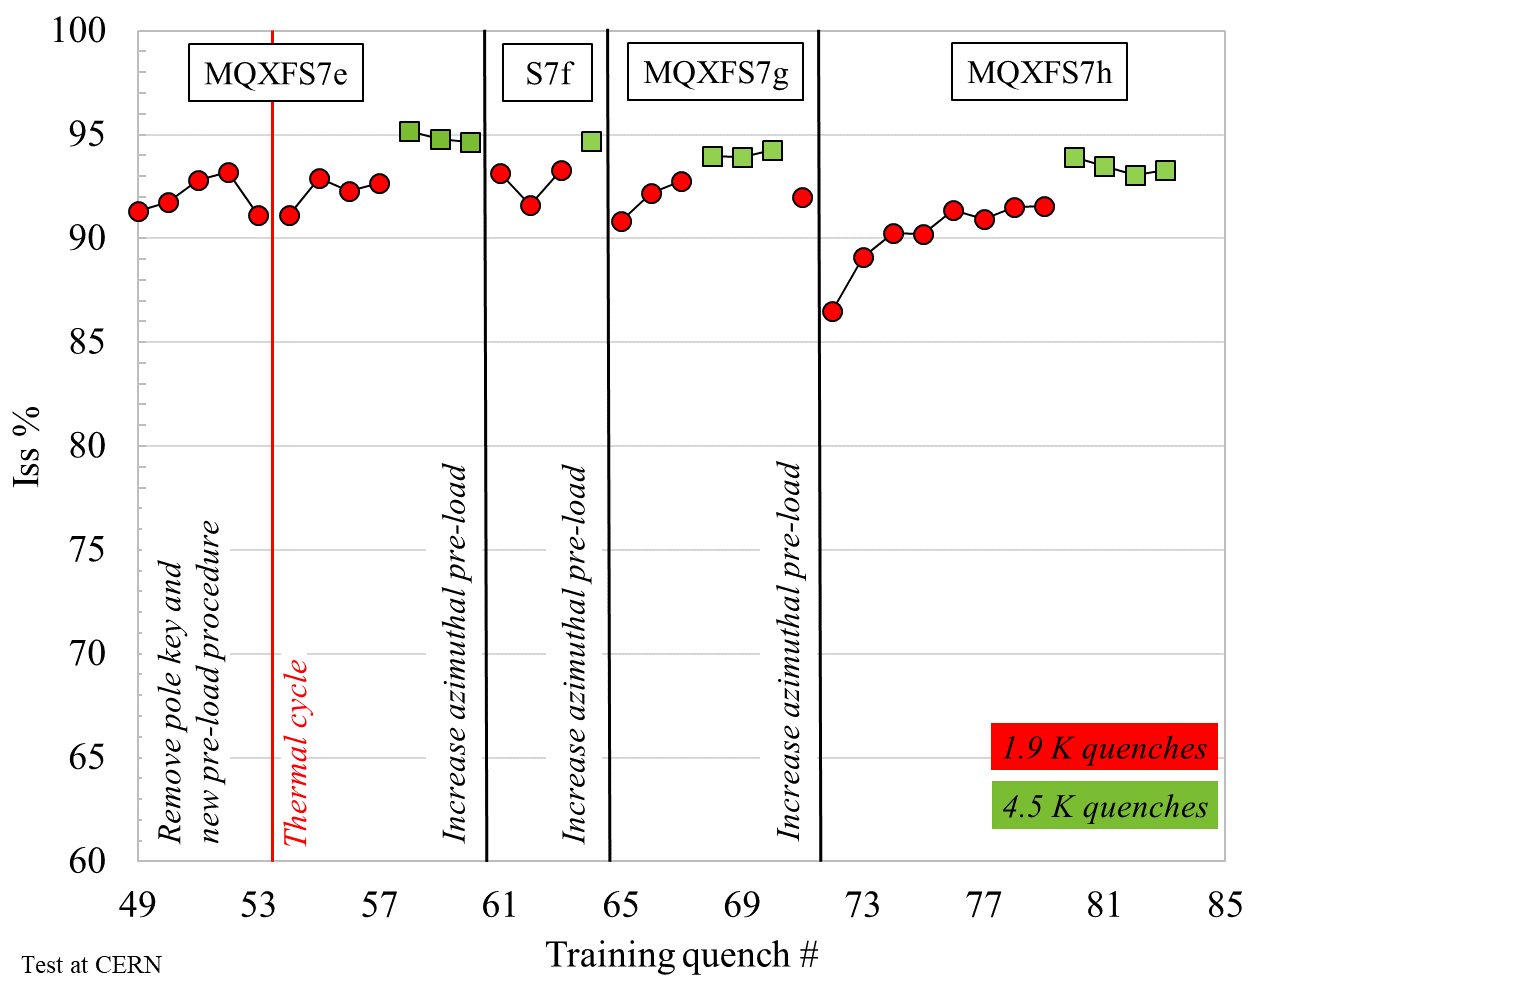 100
95
90
85
80
75
70
65
60
Iss %
MQXFS7e
S7f
MQXFS7g
MQXFS7h
Remove pole key and
new pre-load procedure
Thermal cycle
Increase azimuthal pre-load
Increase azimuthal pre-load
Increase azimuthal pre-load
1.9 K quenches
4.5 K quenches
49 53 57 61 65 69 73 77 81 85
Training quench #
Test at CERN